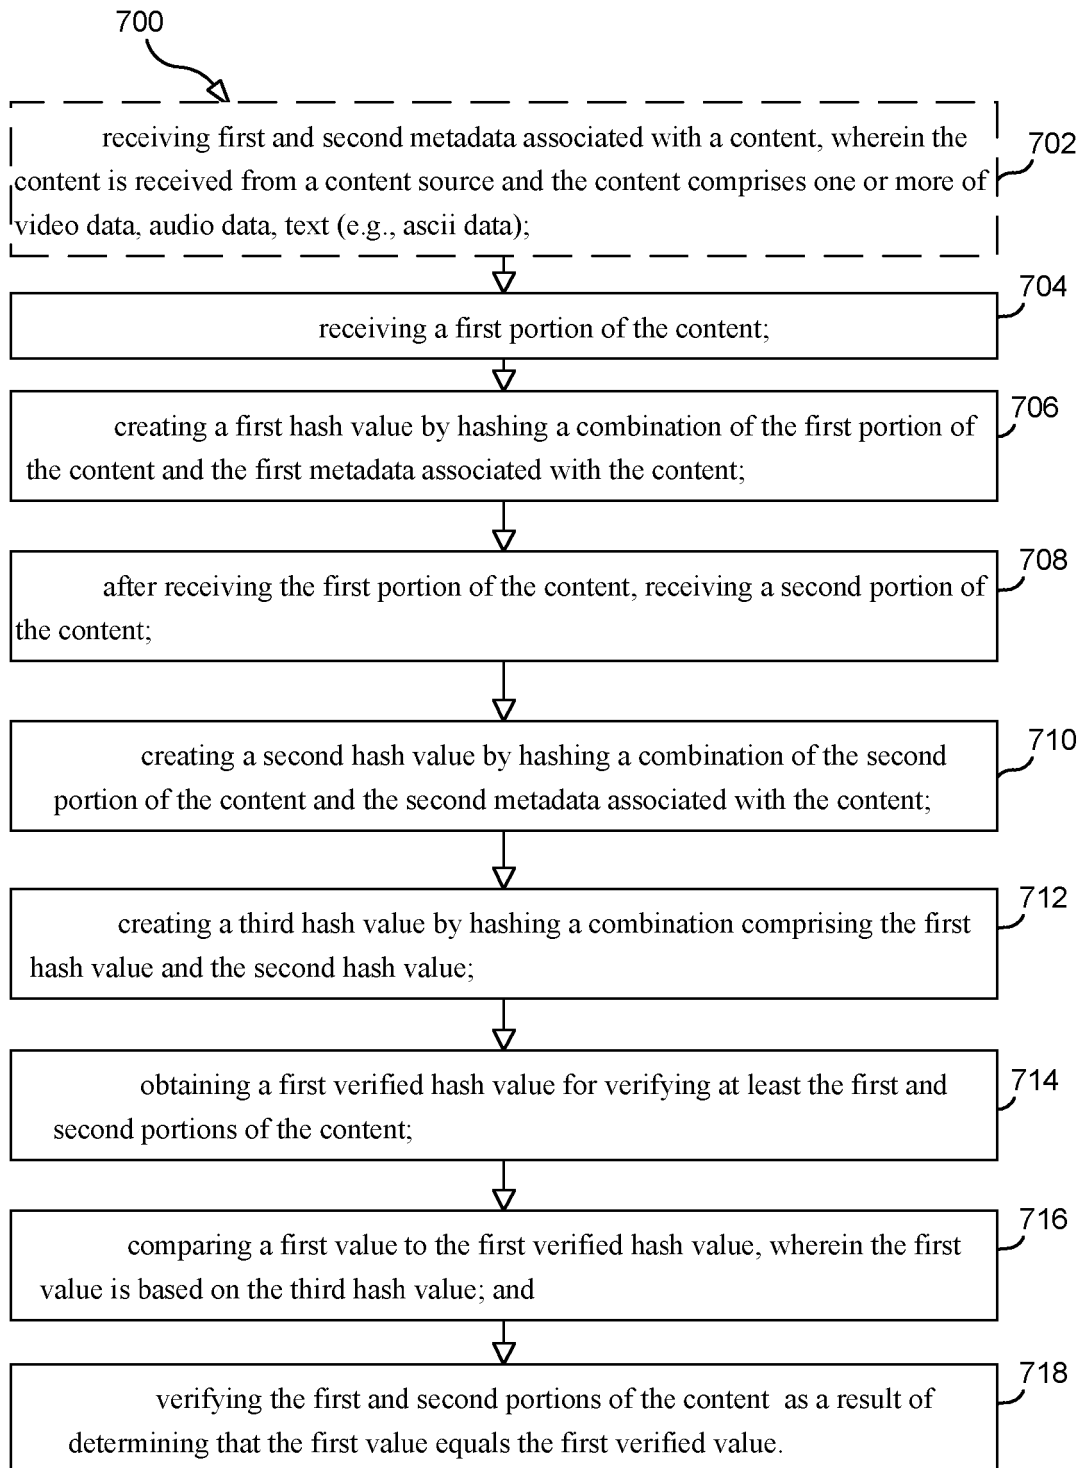 700
receiving first and second metadata associated with a content, wherein the
702
content is received from a content source and the content comprises one or more of
video data, audio data, text (e.g., ascii data);
704
receiving a first portion of the content;
706
creating a first hash value by hashing a combination of the first portion of
the content and the first metadata associated with the content;
708
after receiving the first portion of the content, receiving a second portion of
the content;
710
creating a second hash value by hashing a combination of the second
portion of the content and the second metadata associated with the content;
712
creating a third hash value by hashing a combination comprising the first
hash value and the second hash value;
714
obtaining a first verified hash value for verifying at least the first and
second portions of the content;
716
comparing a first value to the first verified hash value, wherein the first
value is based on the third hash value; and
718
verifying the first and second portions of the content as a result of
determining that the first value equals the first verified value.